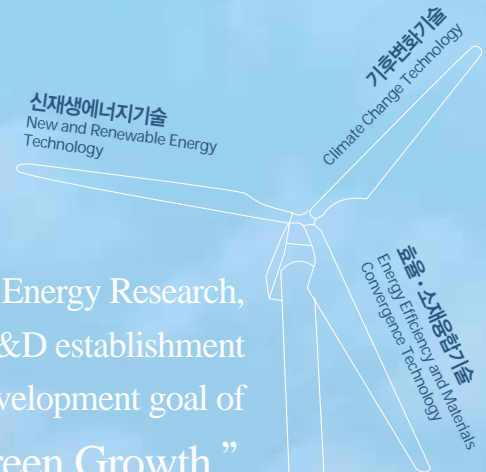 기후변화기술
Climate Change Technology
신재생에너지기술
New and Renewable Energy
Technology
효율·소재융합기술
Energy Efficiency and Materials
Convergence Technology
Energy Research,
&D establishment
velopment goal of
reen Growth.”